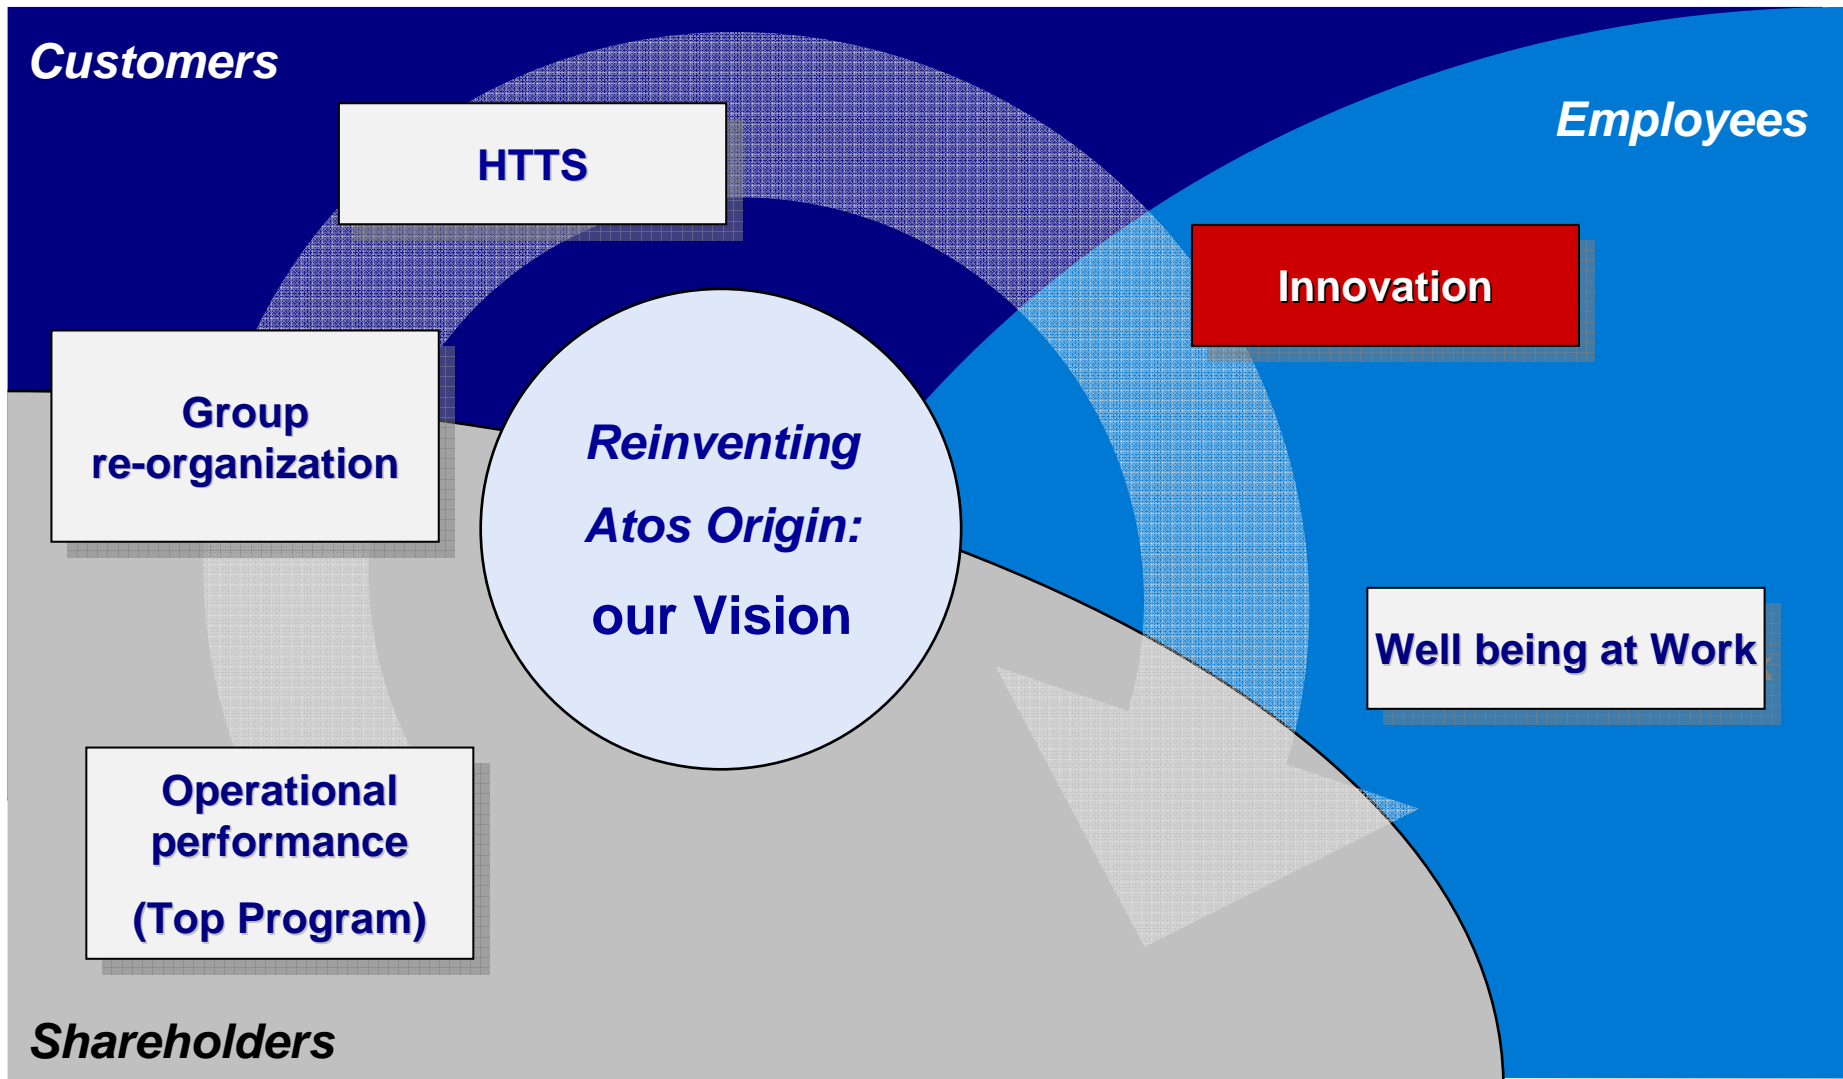 Customers
Employees
HTTS
Innovation
Group
re-organization
Reinventing
Atos Origin:
our Vision
Well being at Work
Operational
performance
(Top Program)
Shareholders